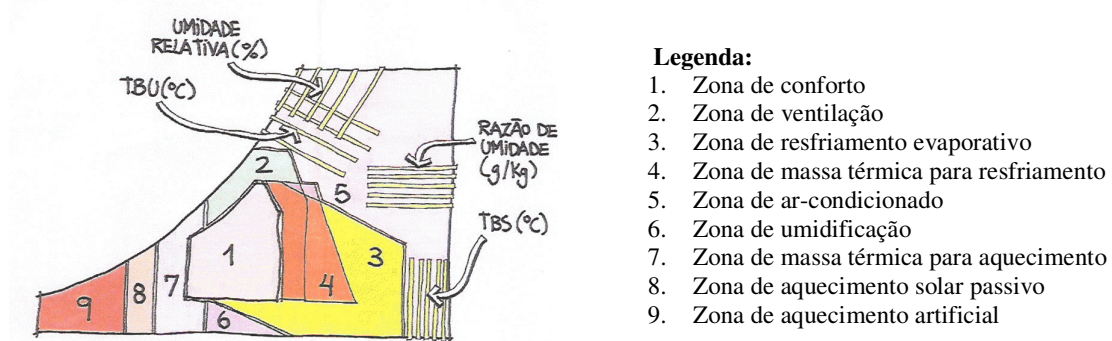 UMIDADE
RELATIVA (%)
TBU (°C)
RAZÃO DE
UMIDADE
(g/Kg)
TBS (°C)
1
2
3
4
5
6
7
8
9
Legenda:
1. Zona de conforto
2. Zona de ventilação
3. Zona de resfriamento evaporativo
4. Zona de massa térmica para resfriamento
5. Zona de ar-condicionado
6. Zona de umidificação
7. Zona de massa térmica para aquecimento
8. Zona de aquecimento solar passivo
9. Zona de aquecimento artificial